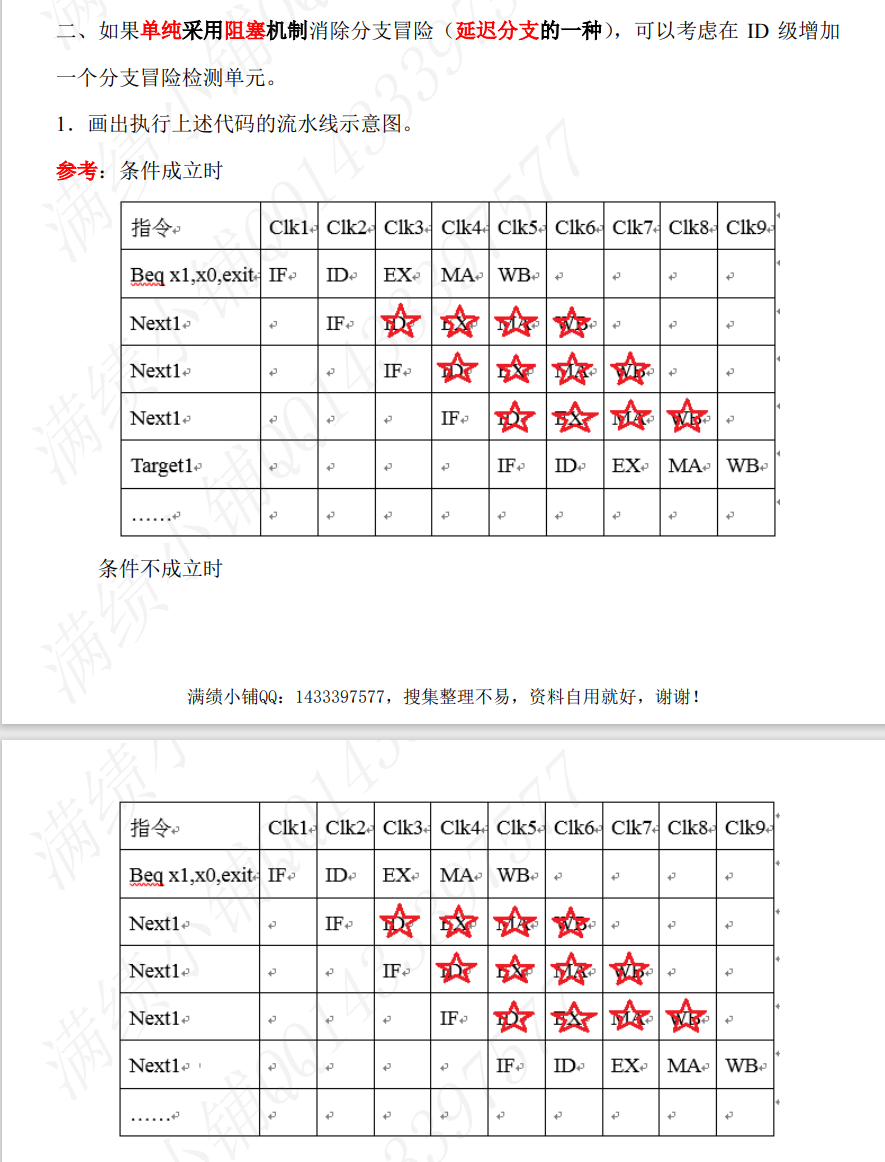 二、如果单纯采用阻塞机制消除分支冒险（延迟分支的一种），可以考虑在 ID 级增加
一个分支冒险检测单元。
1．画出执行上述代码的流水线示意图。
参考：条件成立时
指令 Clk1 Clk2 Clk3 Clk4 Clk5 Clk6 Clk7 Clk8 Clk9
Beq x1,x0,exit IF ID EX MA WB
Next1 IF ID EX MA WB
Next1 IF ID EX MA WB
Next1 IF ID EX MA WB
Target1 IF ID EX MA WB
……
条件不成立时
满绩小铺QQ：1433397577，搜集整理不易，资料自用就好，谢谢！
指令 Clk1 Clk2 Clk3 Clk4 Clk5 Clk6 Clk7 Clk8 Clk9
Beq x1,x0,exit IF ID EX MA WB
Next1 IF ID EX MA WB
Next1 IF ID EX MA WB
Next1 IF ID EX MA WB
Next1 IF ID EX MA WB
……